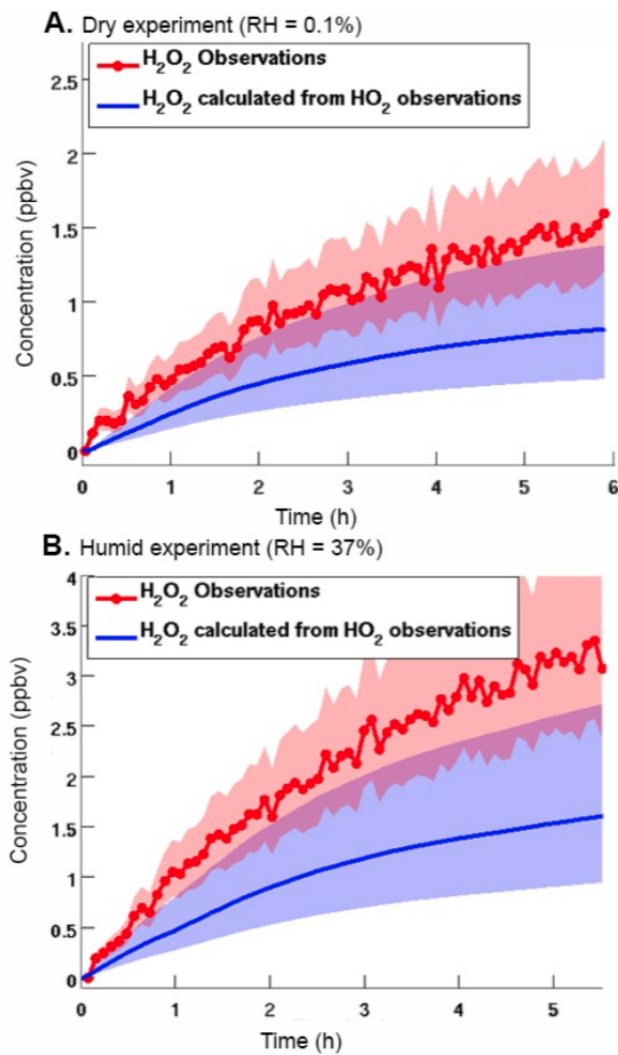 A. Dry experiment (RH = 0.1%)
H₂O₂ Observations
H₂O₂ calculated from HO₂ observations
2.5
2
1.5
1
0.5
0
Concentration (ppbv)
0 1 2 3 4 5 6
Time (h)
B. Humid experiment (RH = 37%)
H₂O₂ Observations
H₂O₂ calculated from HO₂ observations
4
3.5
3
2.5
2
1.5
1
0.5
0
Concentration (ppbv)
0 1 2 3 4 5
Time (h)